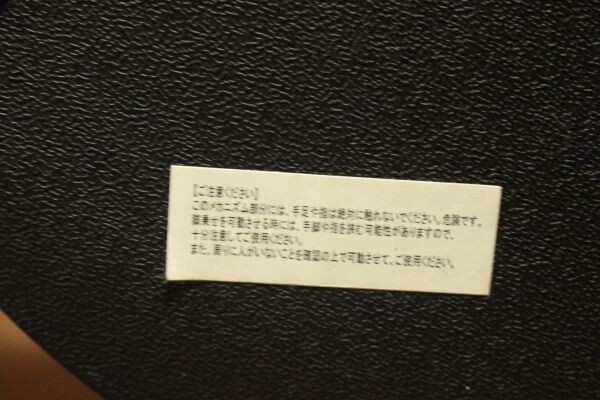 【ご注意ください】
このメカニズム部分には、手足や指は絶対に触れないでください。危険です。
脚乗せを可動させる時には、手脚や指を挟む可能性がありますので、
十分注意してご使用ください。
また、周りに人がいないことを確認の上で可動させて、ご使用ください。